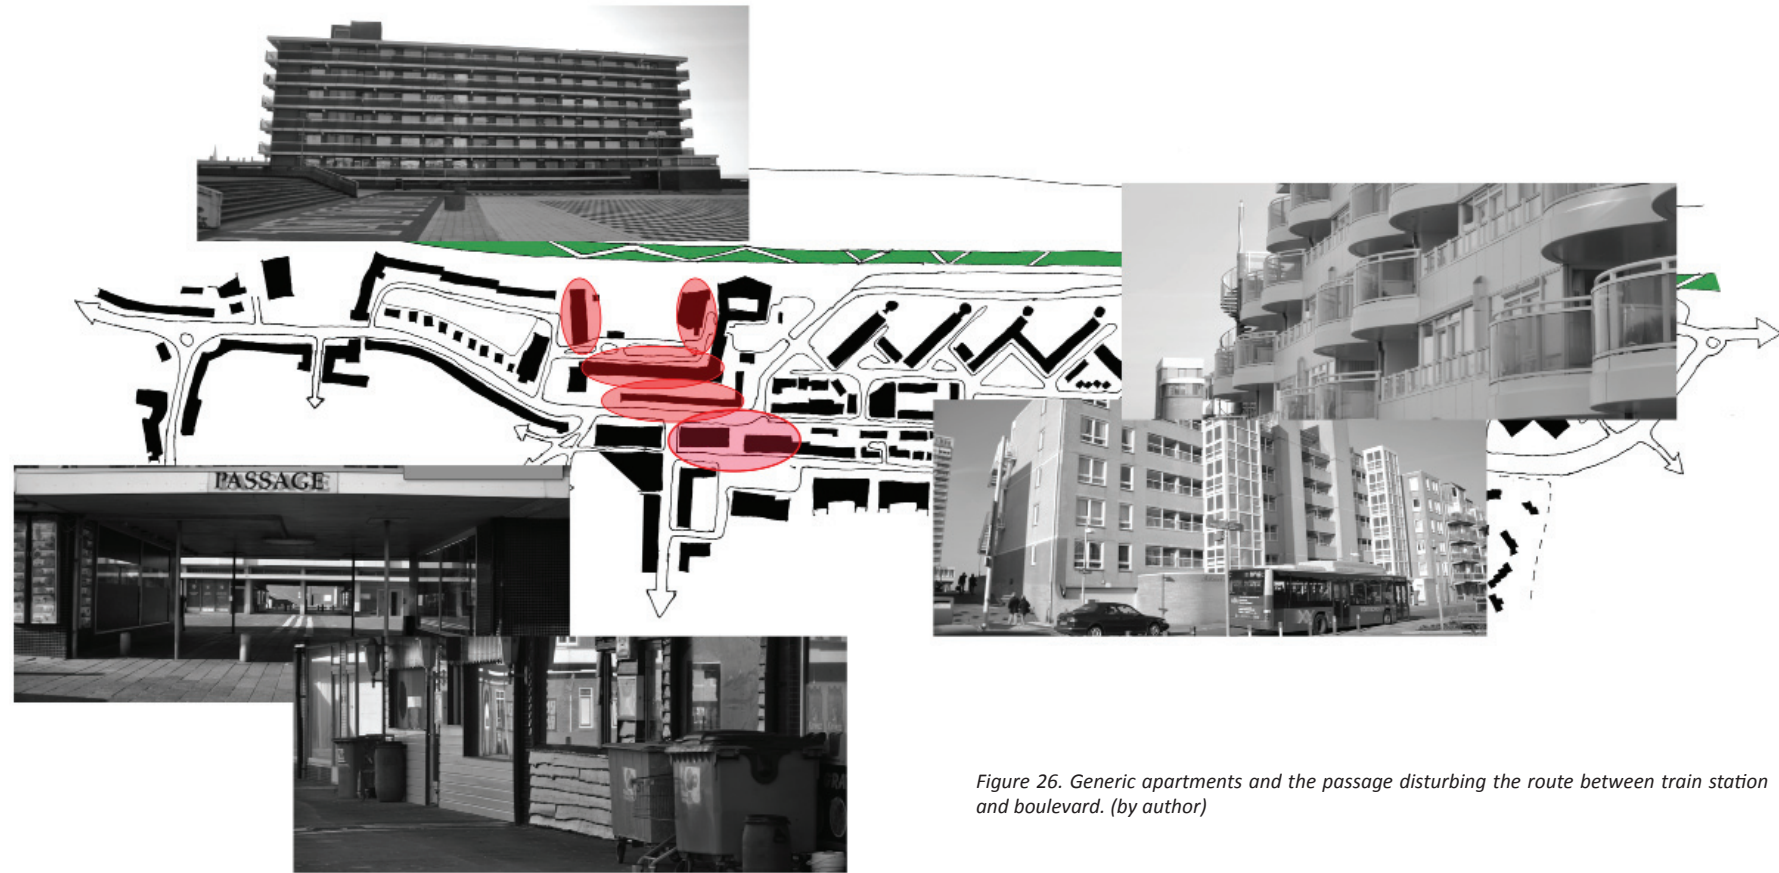 PASSAGE
Figure 26. Generic apartments and the passage disturbing the route between train station
and boulevard. (by author)